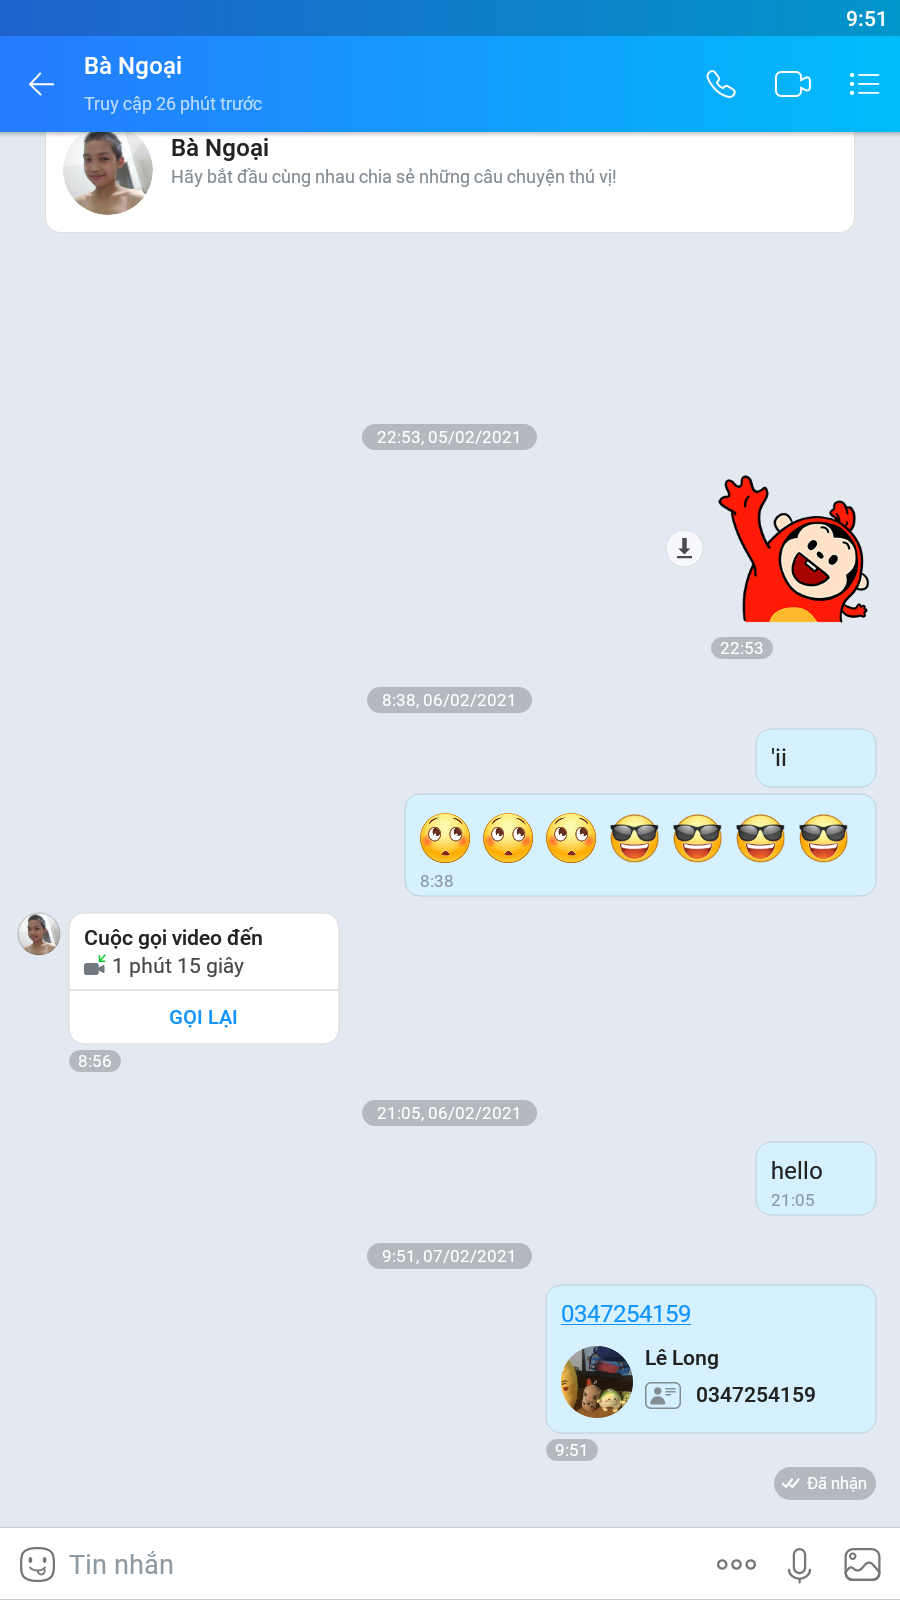 9:51
Bà Ngoại
Truy cập 26 phút trước
Bà Ngoại
Hãy bắt đầu cùng nhau chia sẻ những câu chuyện thú vị!
22:53, 05/02/2021
22:53
8:38, 06/02/2021
'ii
8:38
Cuộc gọi video đến
1 phút 15 giây
GỌI LẠI
8:56
21:05, 06/02/2021
hello
21:05
9:51, 07/02/2021
0347254159
Lê Long
0347254159
9:51
Đã nhận
Tin nhắn